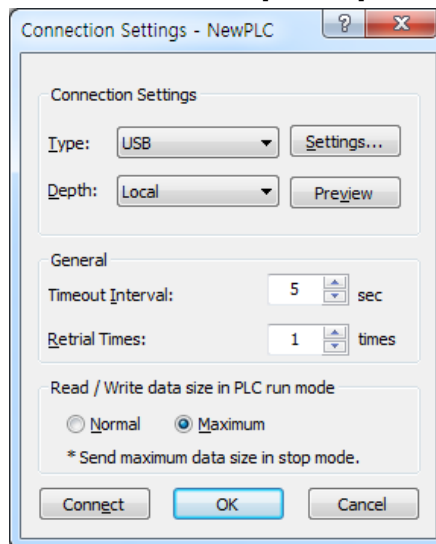 Connection Settings - NewPLC
Connection Settings
Type: USB Settings...
Depth: Local Preview
General
Timeout Interval: 5 sec
Retrial Times: 1 times
Read / Write data size in PLC run mode
Normal Maximum
* Send maximum data size in stop mode.
Connect OK Cancel